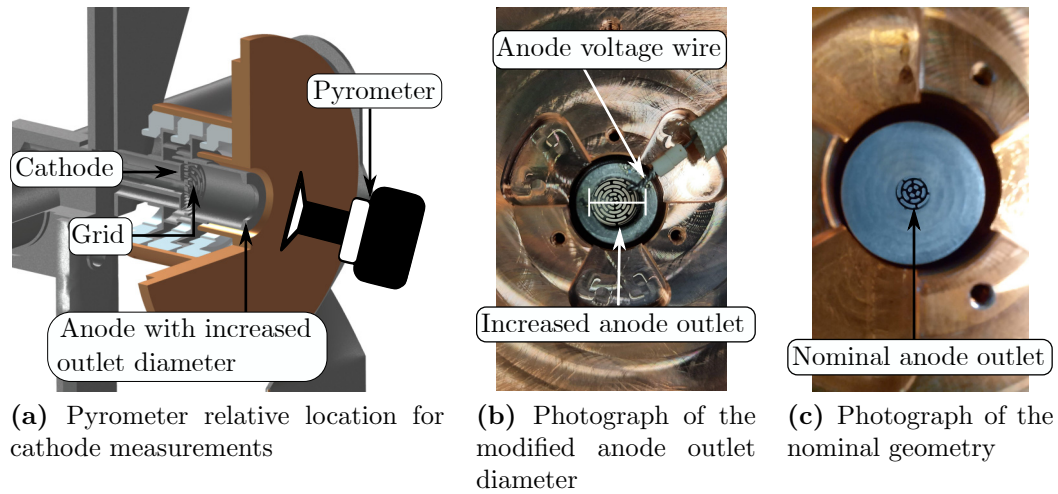 Pyrometer
Cathode
Grid
Anode with increased
outlet diameter
(a) Pyrometer relative location for
cathode measurements
Anode voltage wire
Increased anode outlet
(b) Photograph of the
modified anode outlet
diameter
Nominal anode outlet
(c) Photograph of the
nominal geometry